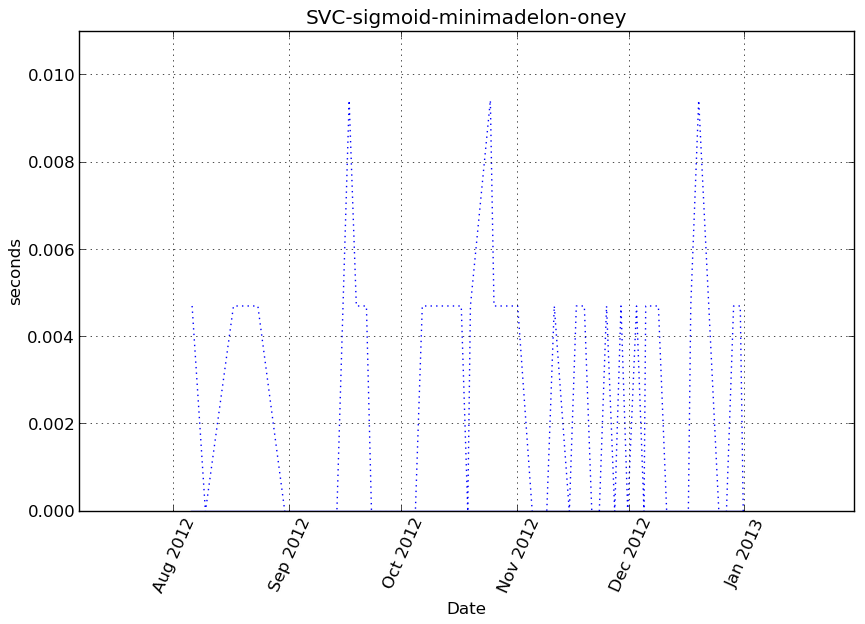 SVC-sigmoid-minimadelon-oney
0.010
0.008
0.006
0.004
0.002
0.000
seconds
Aug 2012
Sep 2012
Oct 2012
Nov 2012
Dec 2012
Jan 2013
Date